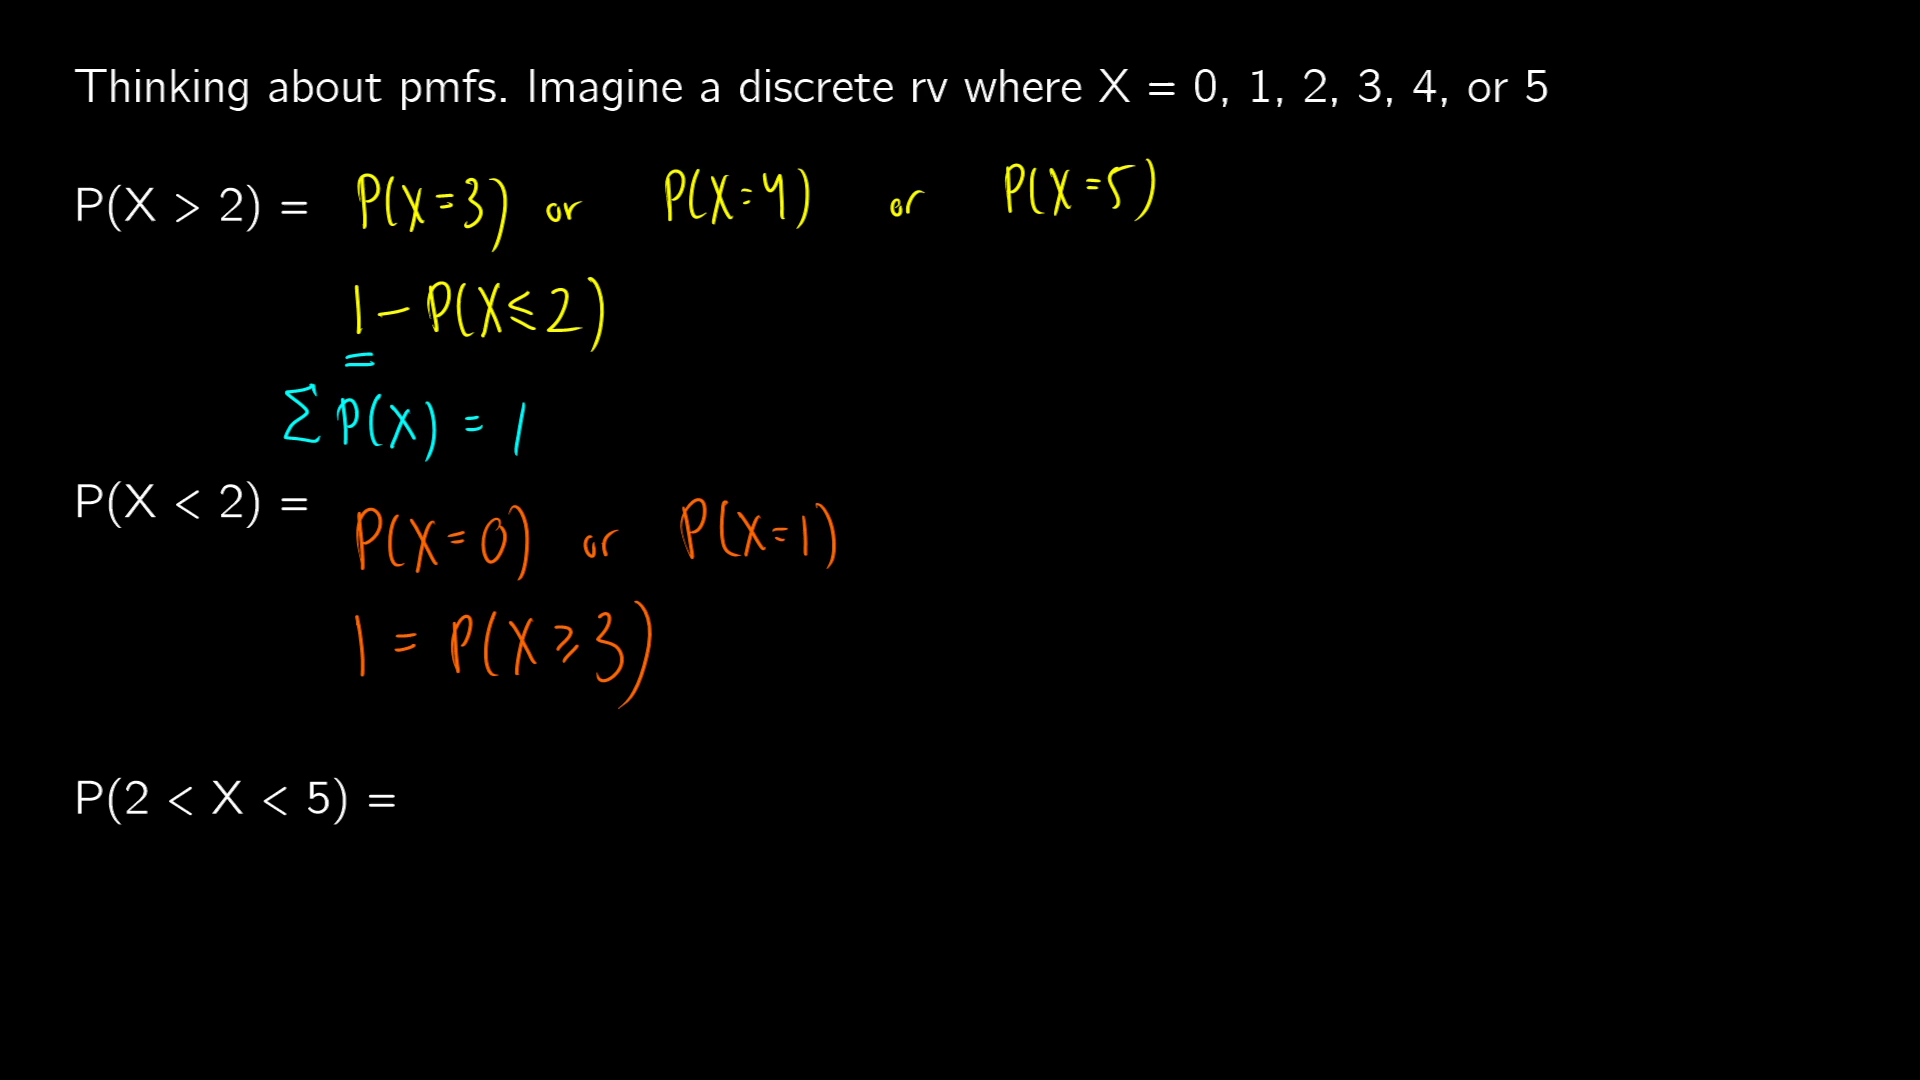 Thinking about pmfs. Imagine a discrete rv where X = 0, 1, 2, 3, 4, or 5
P(X > 2) = P(X=3) or P(X=4) or P(X=5)
1 - P(X≤2)
=
Σ P(X) = 1
P(X < 2) = P(X=0) or P(X=1)
1 = P(X≥3)
P(2 < X < 5) =